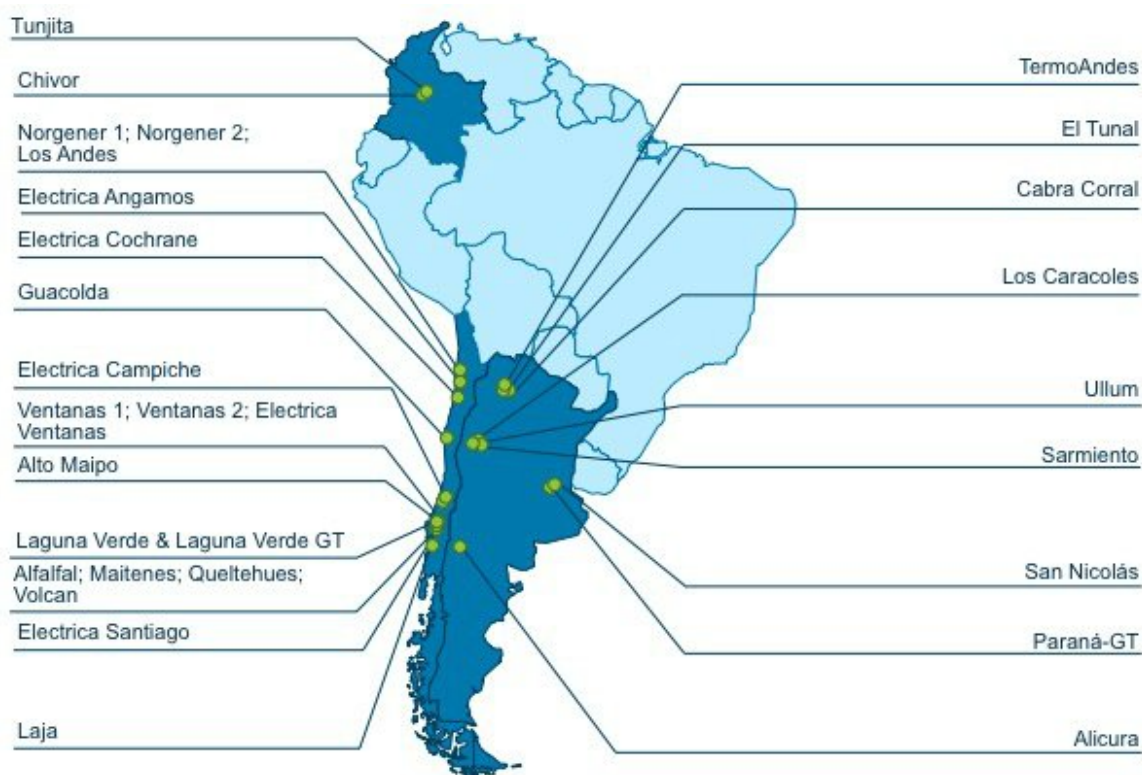 Tunjita
Chivor
Norgener 1; Norgener 2;
Los Andes
Electrica Angamos
Electrica Cochrane
Guacolda
Electrica Campiche
Ventanas 1; Ventanas 2; Electrica
Ventanas
Alto Maipo
Laguna Verde & Laguna Verde GT
Alfalfal; Maitenes; Queltehues;
Volcan
Electrica Santiago
Laja
TermoAndes
El Tunal
Cabra Corral
Los Caracoles
Ullum
Sarmiento
San Nicolás
Paraná-GT
Alicura